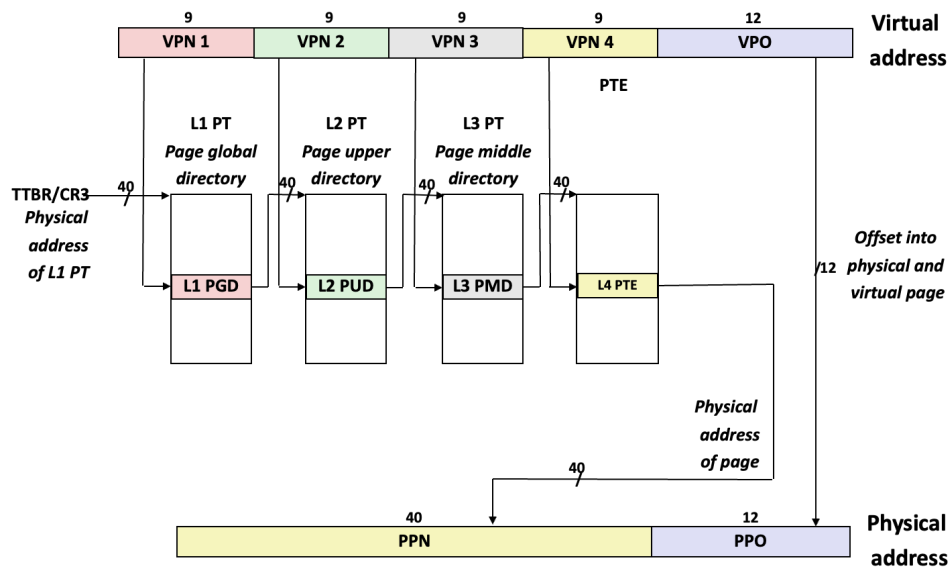 9 9 9 9 12
VPN 1 VPN 2 VPN 3 VPN 4 VPO
Virtual
address
PTE
L1 PT
Page global
directory
L2 PT
Page upper
directory
L3 PT
Page middle
directory
TTBR/CR3
40
40
40
40
Physical
address
of L1 PT
L1 PGD
L2 PUD
L3 PMD
L4 PTE
12
Offset into
physical and
virtual page
Physical
address
of page
40
40 12
PPN PPO
Physical
address